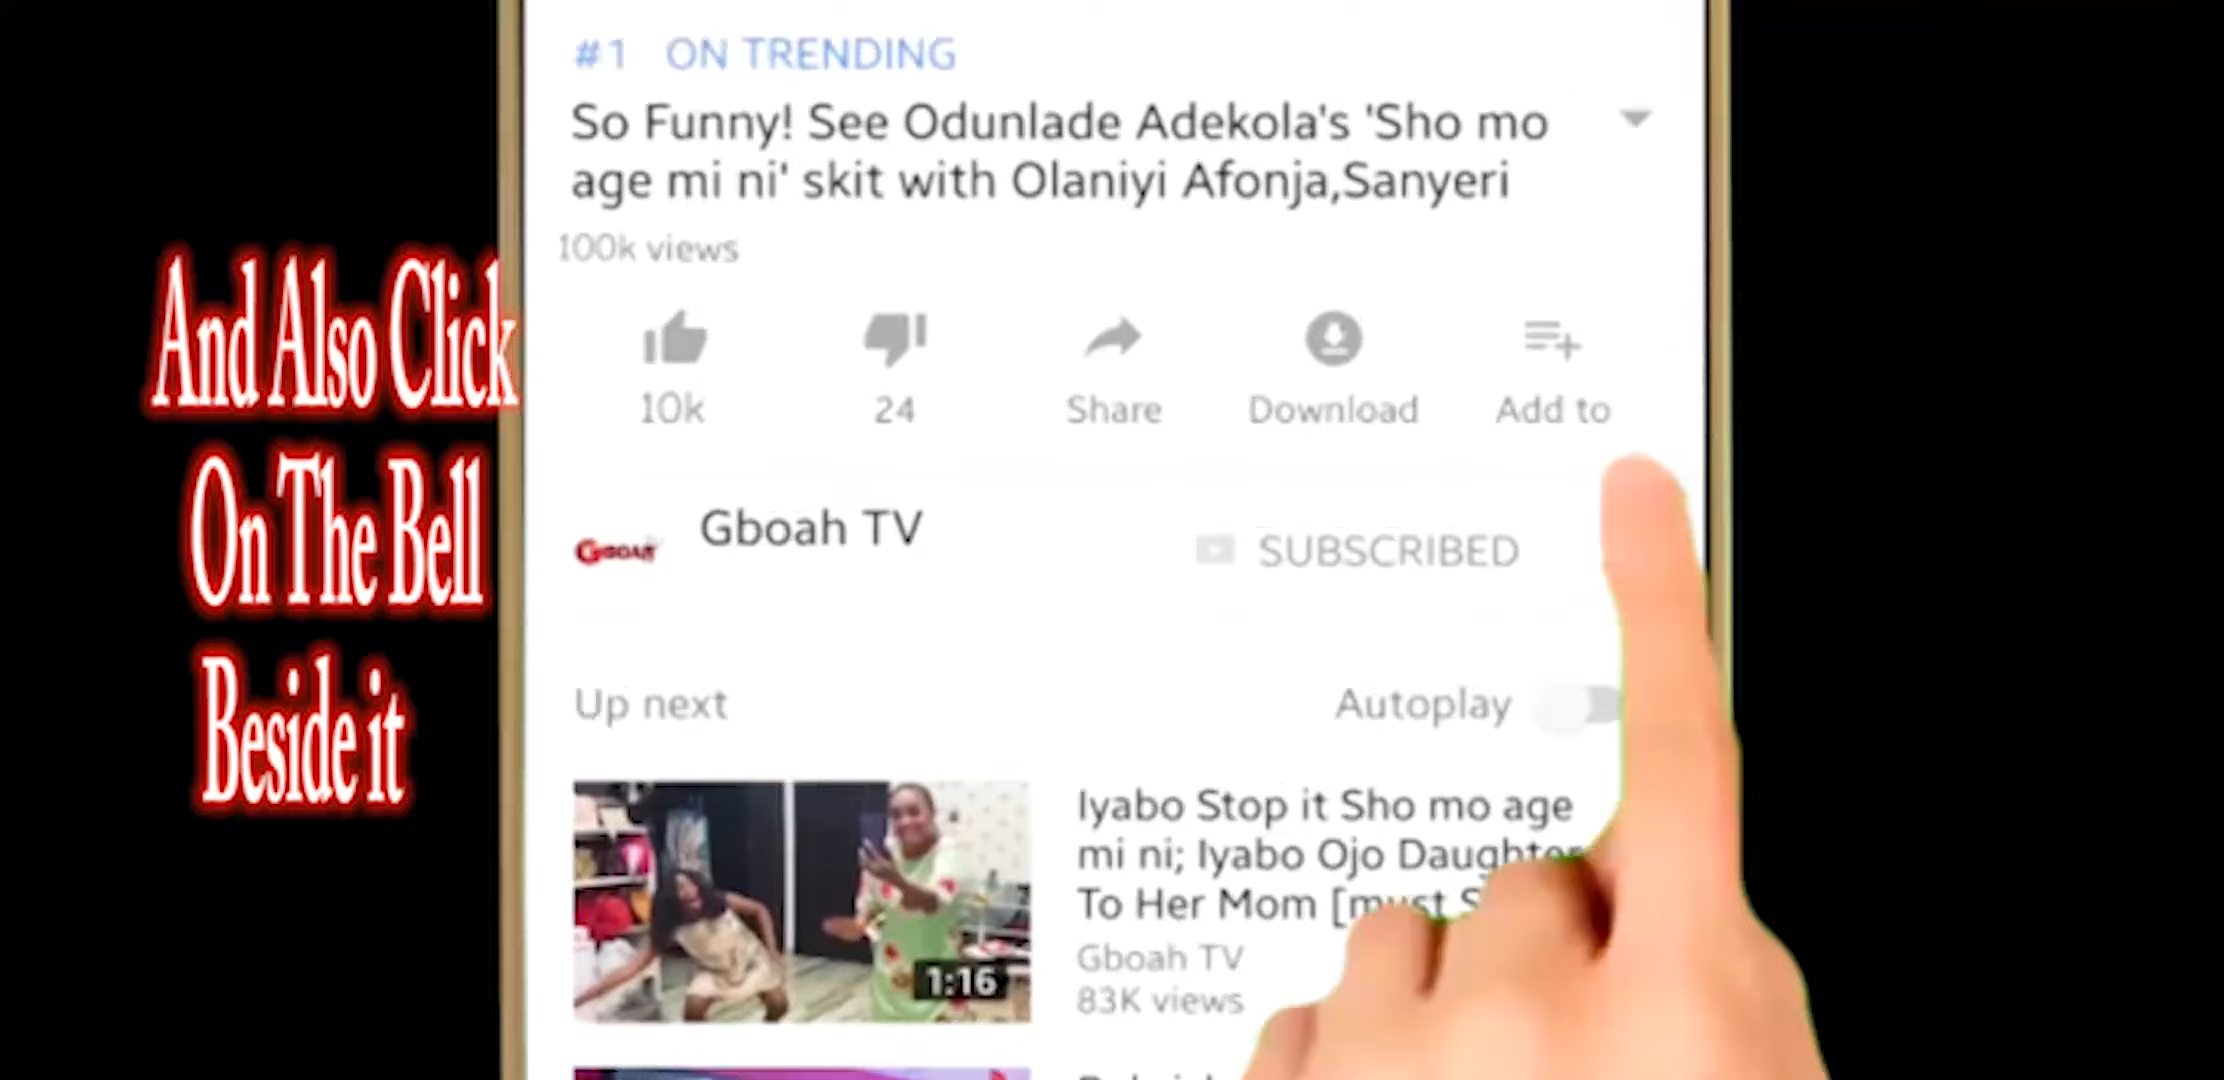 #1 ON TRENDING
So Funny! See Odunlade Adekola's 'Sho mo
age mi ni' skit with Olaniyi Afonja,Sanyeri
100k views
10k
24
Share
Download
Add to
GBOAH
Gboah TV
SUBSCRIBED
Up next
Autoplay
1:16
Iyabo Stop it Sho mo age
mi ni; Iyabo Ojo Daughter
To Her Mom [must S
Gboah TV
83K views
And Also Click
On The Bell
Beside it